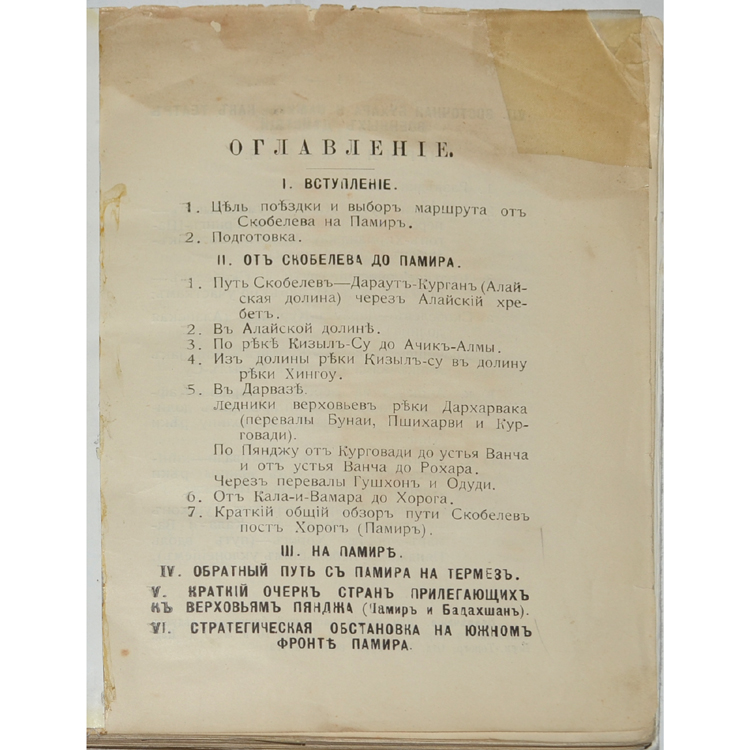 ОГЛАВЛЕНІЕ.
I. ВСТУПЛЕНІЕ.
1. Цѣль поѣздки и выборъ маршрута отъ
Скобелева на Памиръ.
2. Подготовка.
II. ОТЪ СКОБЕЛЕВА ДО ПАМИРА.
1. Путь Скобелевъ—Дараутъ-Курганъ (Алай-
ская долина) черезъ Алайскій хре-
бетъ.
2. Въ Алайской долинѣ.
3. По рѣкѣ Кизылъ-Су до Ачикъ-Алмы.
4. Изъ долины рѣки Кизылъ-су въ долину
рѣки Хингоу.
5. Въ Дарвазѣ.
Ледники верховьевъ рѣки Дархарвака
(перевалы Бунаи, Пшихарви и Кур-
говади).
По Пянджу отъ Курговади до устья Ванча
и отъ устья Ванча до Рохара.
Черезъ перевалы Гушхонъ и Одуди.
6. Отъ Кала-и-Вамара до Хорога.
7. Краткій общій обзоръ пути Скобелевъ
постъ Хорогъ (Памиръ).
III. НА ПАМИРѢ.
IV. ОБРАТНЫЙ ПУТЬ СЪ ПАМИРА НА ТЕРМЕЗЪ.
V. КРАТКІЙ ОЧЕРК СТРАН ПРИЛЕГАЮЩИХЪ
КЪ ВЕРХОВЬЯМЪ ПЯНДЖА (Памиръ и Бадахшанъ).
VI. СТРАТЕГИЧЕСКАЯ ОБСТАНОВКА НА ЮЖНОМЪ
ФРОНТѢ ПАМИРА.